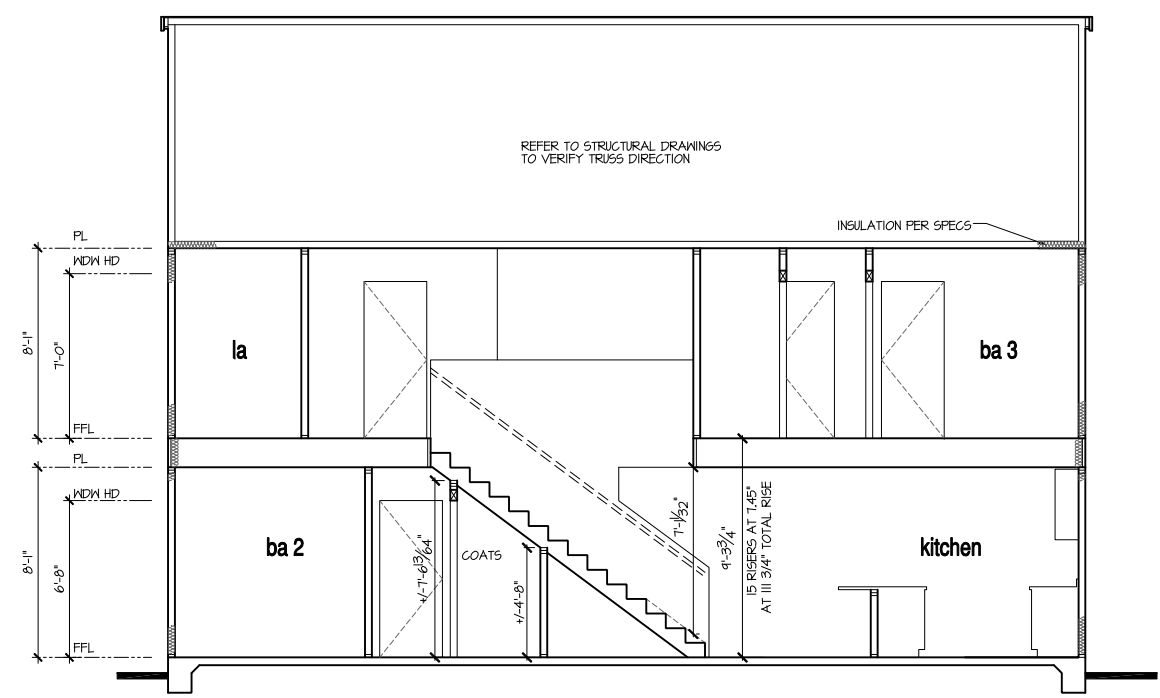 REFER TO STRUCTURAL DRAWINGS
TO VERIFY TRUSS DIRECTION
INSULATION PER SPECS
PL
WDW HD
8'-1"
7'-0"
la
ba 3
FFL
PL
WDW HD
8'-1"
6'-8"
ba 2
+/-7'-6 13/64"
COATS
+/-4'-8"
7'-1/32"
9'-3 3/4"
15 RISERS AT 7.45"
AT 111 3/4" TOTAL RISE
kitchen
FFL